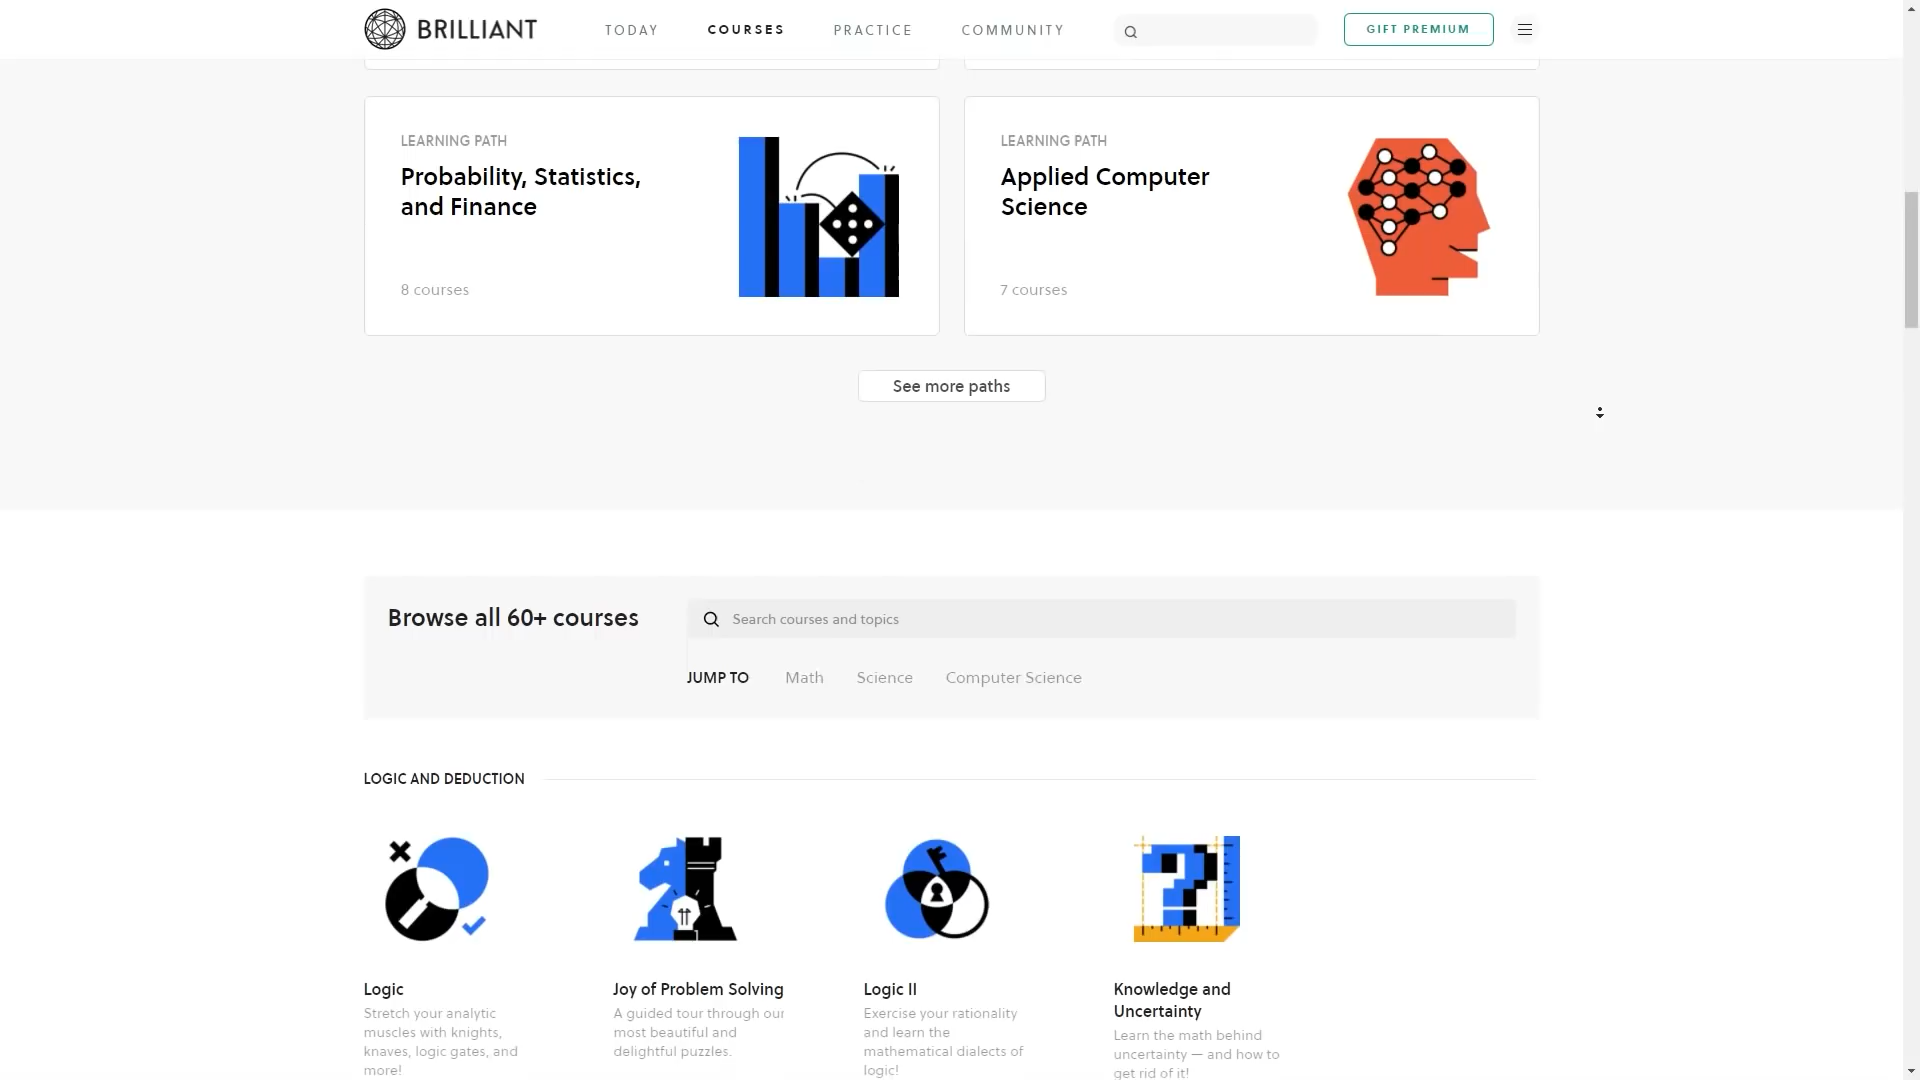 BRILLIANT
TODAY
COURSES
PRACTICE
COMMUNITY
GIFT PREMIUM
LEARNING PATH
Probability, Statistics,
and Finance
8 courses
LEARNING PATH
Applied Computer
Science
7 courses
See more paths
Browse all 60+ courses
Search courses and topics
JUMP TO
Math
Science
Computer Science
LOGIC AND DEDUCTION
Logic
Stretch your analytic
muscles with knights,
knaves, logic gates, and
more!
Joy of Problem Solving
A guided tour through our
most beautiful and
delightful puzzles.
Logic II
Exercise your rationality
and learn the
mathematical dialects of
logic!
Knowledge and
Uncertainty
Learn the math behind
uncertainty — and how to
get rid of it!